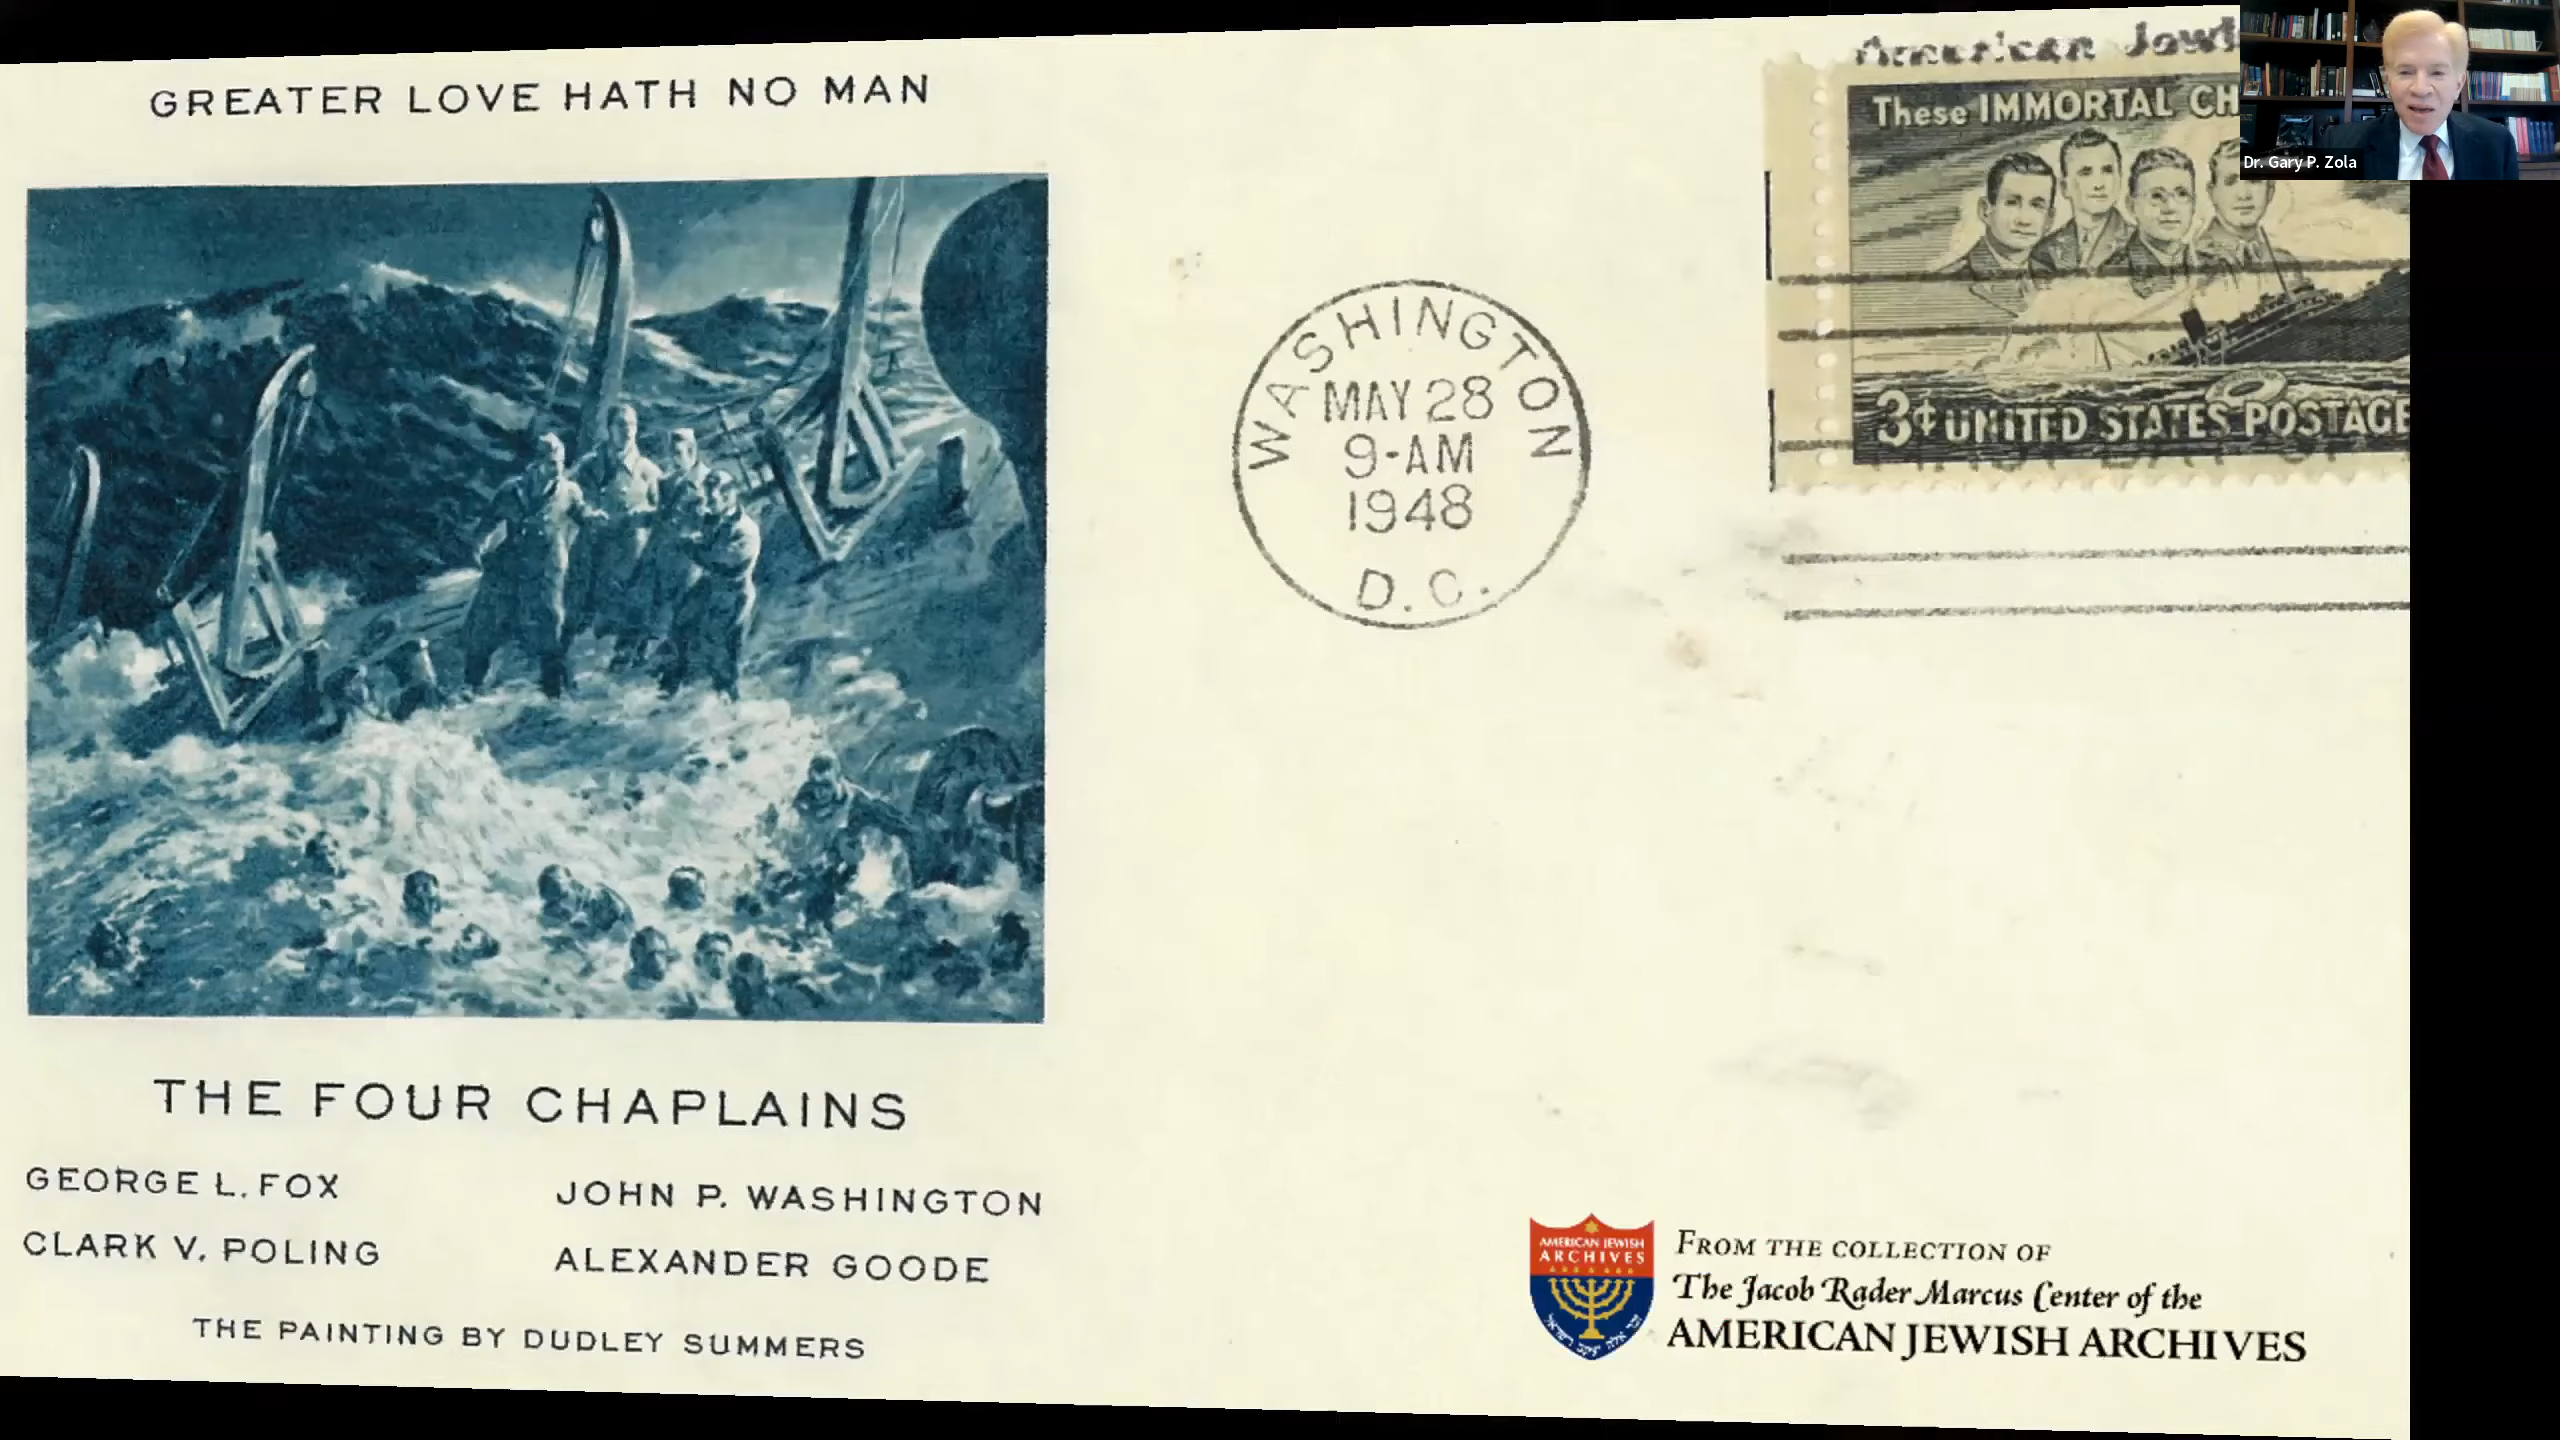 GREATER LOVE HATH NO MAN
American
These IMMORTAL CH
Dr. Gary P. Zola
3¢ UNITED STATES POSTAGE
WASHINGTON
MAY 28
9-AM
1948
D.C.
THE FOUR CHAPLAINS
GEORGE L. FOX
JOHN P. WASHINGTON
CLARK V. POLING
ALEXANDER GOODE
THE PAINTING BY DUDLEY SUMMERS
AMERICAN JEWISH
ARCHIVES
FROM THE COLLECTION OF
The Jacob Rader Marcus Center of the
AMERICAN JEWISH ARCHIVES